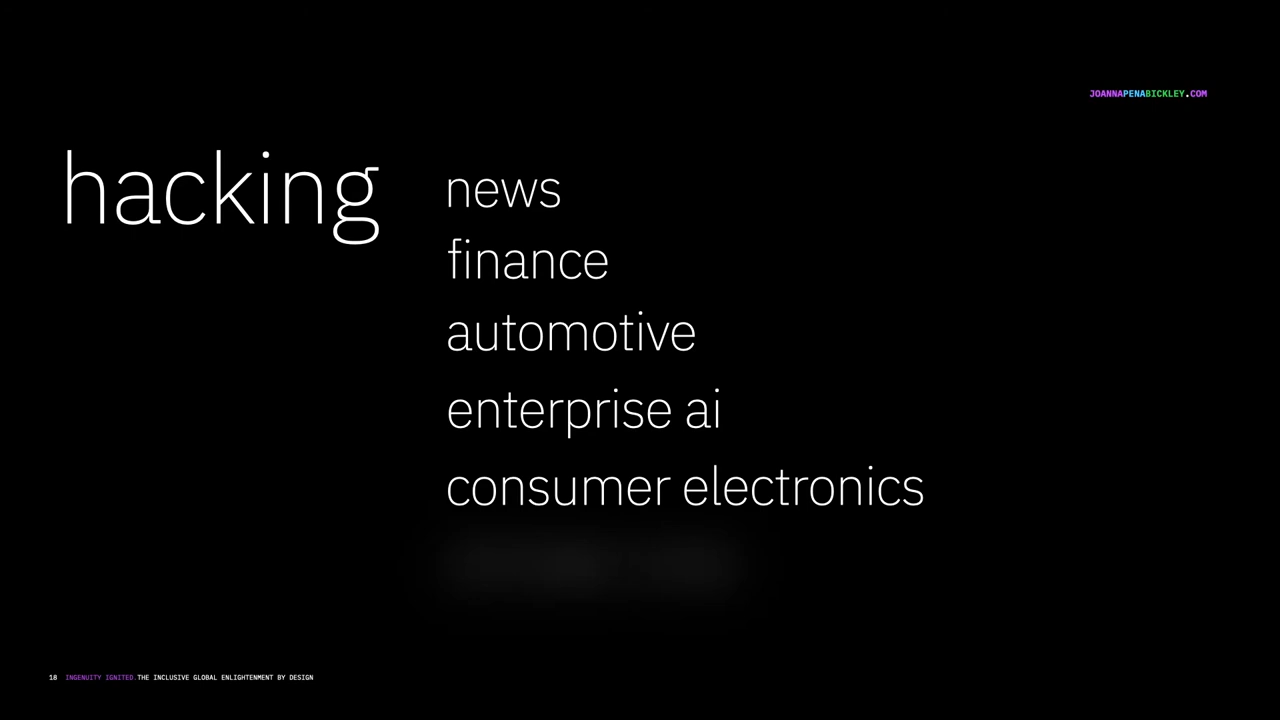 JOANNAPENABICKLEY.COM
hacking
news
finance
automotive
enterprise ai
consumer electronics
18 INGENUITY IGNITED.THE INCLUSIVE GLOBAL ENLIGHTENMENT BY DESIGN